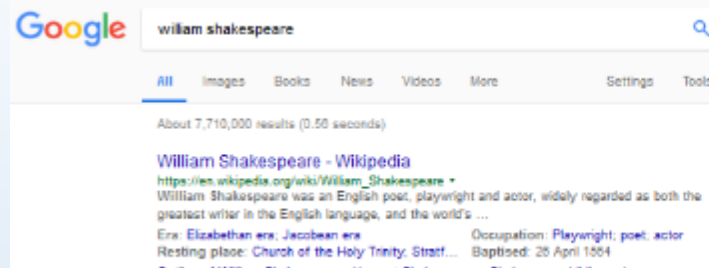 Google william shakespeare
All Images Books News Videos More Settings Tools
About 7,710,000 results (0.56 seconds)
William Shakespeare - Wikipedia
https://en.wikipedia.org/wiki/William_Shakespeare
William Shakespeare was an English poet, playwright and actor, widely regarded as both the
greatest writer in the English language, and the world's ...
Era: Elizabethan era; Jacobean era Occupation: Playwright; poet; actor
Resting place: Church of the Holy Trinity, Stratf... Baptised: 26 April 1564